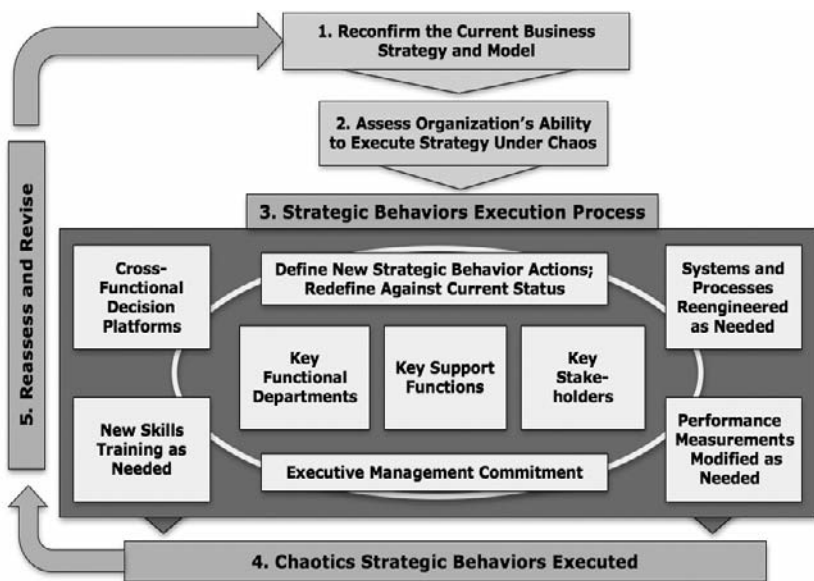 1. Reconfirm the Current Business
Strategy and Model
2. Assess Organization's Ability
to Execute Strategy Under Chaos
3. Strategic Behaviors Execution Process
Cross-
Functional
Decision
Platforms
Define New Strategic Behavior Actions;
Redefine Against Current Status
Systems and
Processes
Reengineered
as Needed
Key
Functional
Departments
Key Support
Functions
Key
Stake-
holders
New Skills
Training as
Needed
Executive Management Commitment
Performance
Measurements
Modified as
Needed
4. Chaotics Strategic Behaviors Executed
5. Reassess and Revise